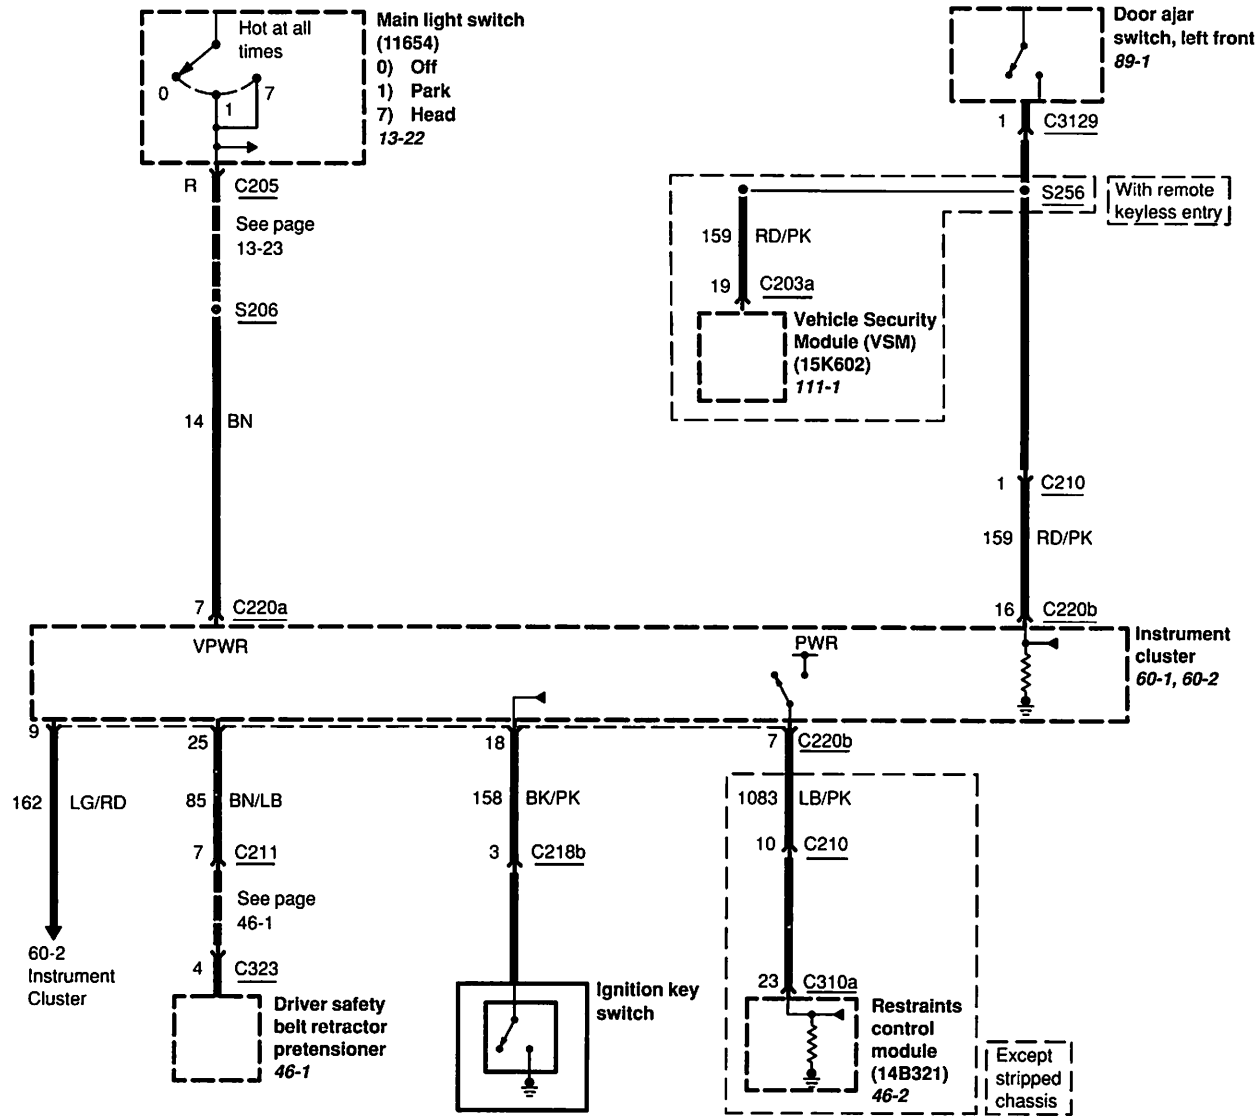 Hot at all
times
0
1
7
Main light switch
(11654)
0) Off
1) Park
7) Head
13-22
Door ajar
switch, left front
89-1
1 C3129
R C205
See page
13-23
S206
14 BN
7 C220a
S256
With remote
keyless entry
159 RD/PK
19 C203a
Vehicle Security
Module (VSM)
(15K602)
111-1
1 C210
159 RD/PK
16 C220b
VPWR
PWR
Instrument
cluster
60-1, 60-2
9
25
18
7 C220b
162 LG/RD
85 BN/LB
158 BK/PK
1083 LB/PK
7 C211
3 C218b
10 C210
See page
46-1
60-2
Instrument
Cluster
4 C323
Driver safety
belt retractor
pretensioner
46-1
Ignition key
switch
23 C310a
Restraints
control
module
(14B321)
46-2
Except
stripped
chassis